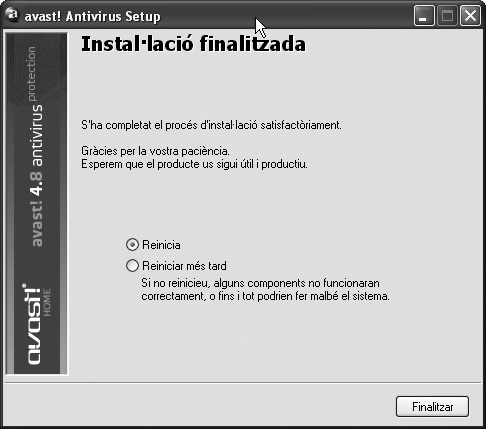 avast! Antivirus Setup
Instal·lació finalitzada
avast! 4.8 antivirus protection
avast! HOME
S'ha completat el procés d'instal·lació satisfactòriament.
Gràcies per la vostra paciència.
Esperem que el producte us sigui útil i productiu.
Reinicia
Reiniciar més tard
Si no reinicieu, alguns components no funcionaran
correctament, o fins i tot podrien fer malbé el sistema.
Finalitzar